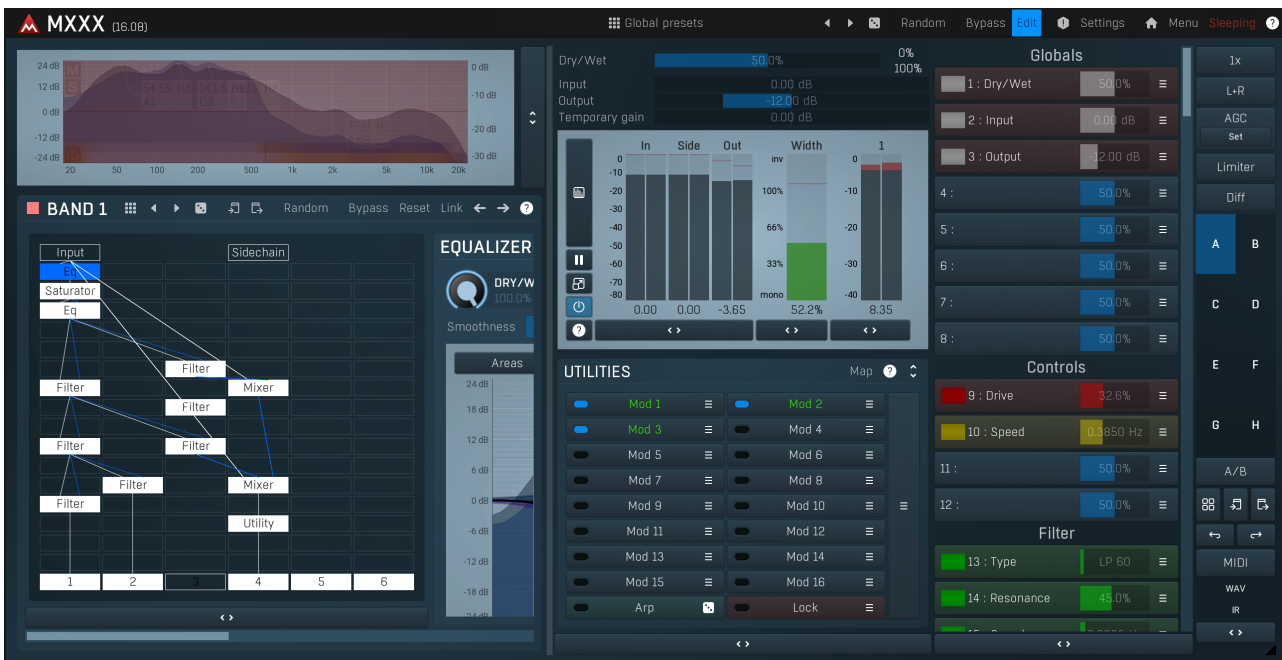 MXXX (16.08)
Global presets
Random Bypass Edit Settings Menu Sleeping ?
24 dB
12 dB
0 dB
-12 dB
-24 dB
0 dB
-10 dB
-20 dB
-30 dB
20 50 100 200 500 1k 2k 5k 10k 20k
BAND 1 Random Bypass Reset Link ?
Input Sidechain
Eq
Saturator
Eq
Filter
Filter Mixer
Filter
Filter Filter
Filter Mixer
Filter
Utility
1 2 3 4 5 6
EQUALIZER
DRY/W
100.0%
Smoothness
Areas
24 dB
18 dB
12 dB
6 dB
0 dB
-6 dB
-12 dB
-18 dB
-24 dB
Dry/Wet 50.0% 0%
100%
Input 0.00 dB
Output -12.00 dB
Temporary gain 0.00 dB
In Side Out Width 1
0
-10
-20
-30
-40
-50
-60
-70
-80
inv
100%
66%
33%
mono
0
-10
-20
-30
-40
0.00 0.00 -3.65 52.2% 8.35
?
UTILITIES Map ?
Mod 1 Mod 2
Mod 3 Mod 4
Mod 5 Mod 6
Mod 7 Mod 8
Mod 9 Mod 10
Mod 11 Mod 12
Mod 13 Mod 14
Mod 15 Mod 16
Arp Lock
Globals
1 : Dry/Wet 50.0%
2 : Input 0.00 dB
3 : Output -12.00 dB
4 : 50.0%
5 : 50.0%
6 : 50.0%
7 : 50.0%
8 : 50.0%
Controls
9 : Drive 32.6%
10 : Speed 0.3850 Hz
11 : 50.0%
12 : 50.0%
Filter
13 : Type LP 60
14 : Resonance 45.0%
1x
L+R
AGC
Set
Limiter
Diff
A B
C D
E F
G H
A/B
MIDI
WAV
IR